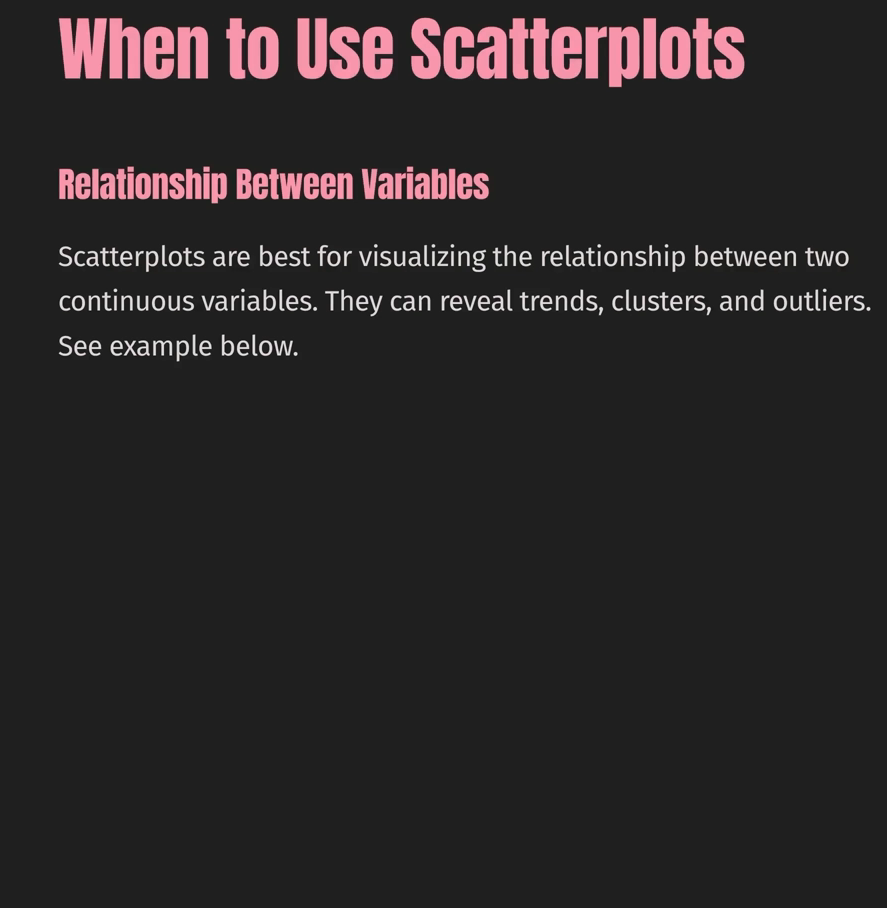 When to Use Scatterplots
Relationship Between Variables
Scatterplots are best for visualizing the relationship between two
continuous variables. They can reveal trends, clusters, and outliers.
See example below.